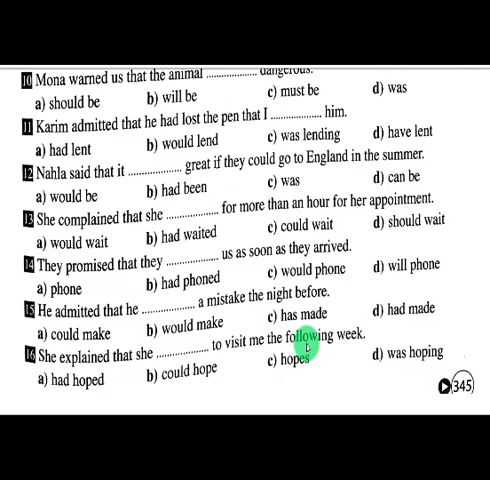 10 Mona warned us that the animal .................... dangerous.
a) should be b) will be c) must be d) was
11 Karim admitted that he had lost the pen that I .................... him.
a) had lent b) would lend c) was lending d) have lent
12 Nahla said that it .................... great if they could go to England in the summer.
a) would be b) had been c) was d) can be
13 She complained that she .................... for more than an hour for her appointment.
a) would wait b) had waited c) could wait d) should wait
14 They promised that they .................... us as soon as they arrived.
a) phone b) had phoned c) would phone d) will phone
15 He admitted that he .................... a mistake the night before.
a) could make b) would make c) has made d) had made
16 She explained that she .................... to visit me the following week.
a) had hoped b) could hope c) hopes d) was hoping
345